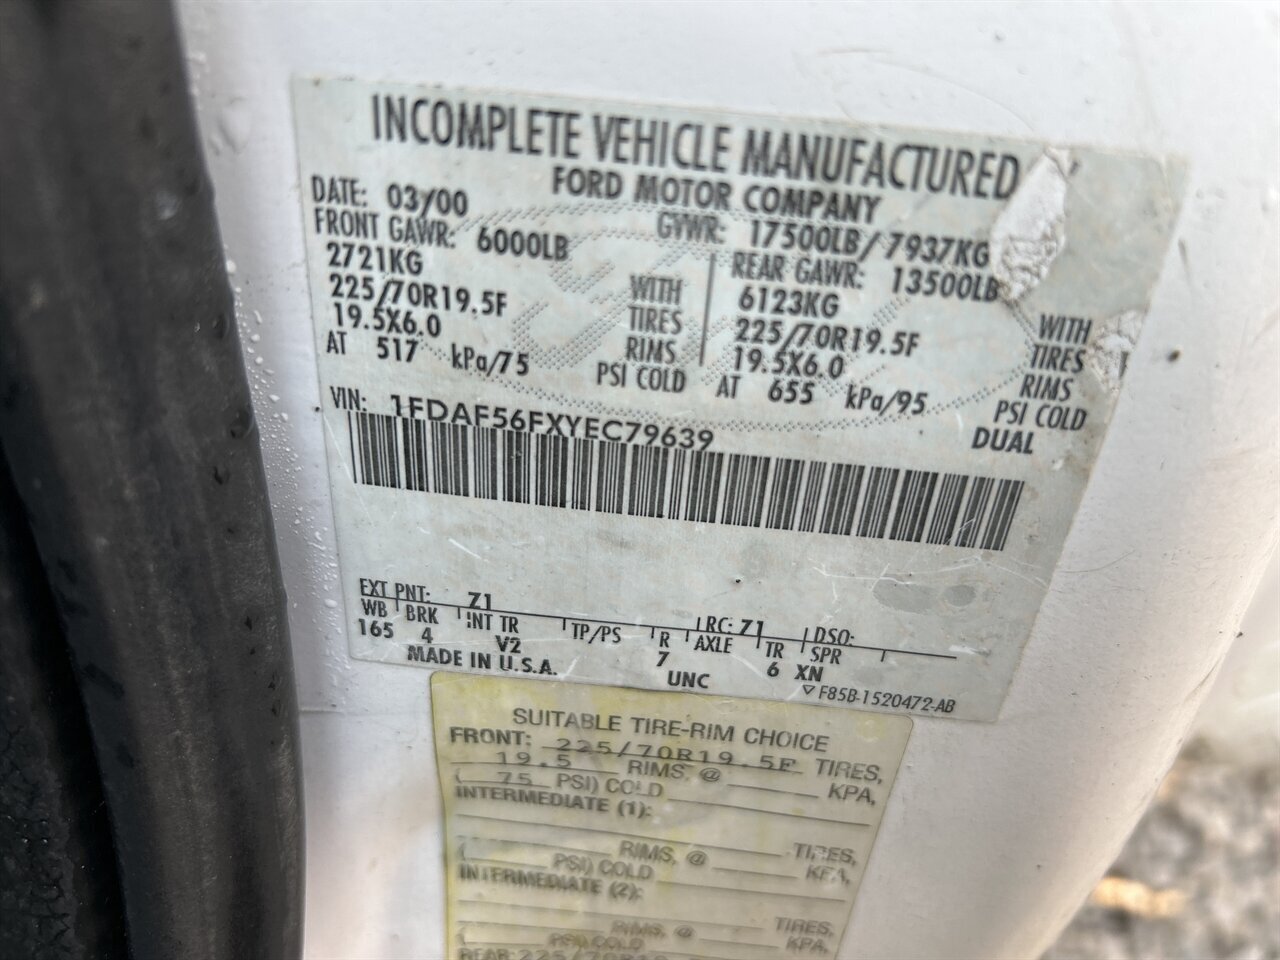 INCOMPLETE VEHICLE MANUFACTURED
FORD MOTOR COMPANY
DATE: 03/00 GVWR: 17500LB/7937KG
FRONT GAWR: 6000LB REAR GAWR: 13500LB
2721KG WITH 6123KG WITH
225/70R19.5F TIRES 225/70R19.5F TIRES
19.5X6.0 RIMS 19.5X6.0 RIMS
AT 517 kPa/75 PSI COLD AT 655 kPa/95 PSI COLD
DUAL
VIN: 1FDAF56FXYEC79639
EXT PNT: Z1 RC: 71 DSO:
WB BRK INT TR TP/PS R AXLE TR SPR
165 4 V2 7 UNC 6 XN
MADE IN U.S.A. F85B-1520472-AB
SUITABLE TIRE-RIM CHOICE
FRONT: 225/70R19.5F TIRES,
19.5 RIMS, @ KPA,
( 75 PSI) COLD
INTERMEDIATE (1):
TIRES,
RIMS, @ KPA,
( PSI) COLD
INTERMEDIATE (2):
TIRES,
RIMS, @ KPA,
( PSI) COLD
REAR: 225/70R19